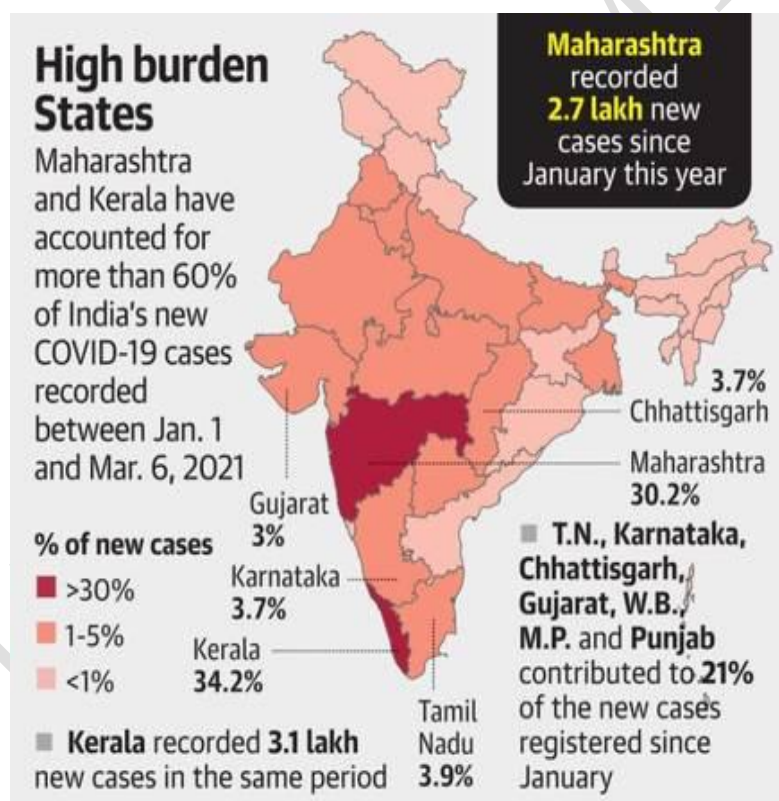 High burden
States
Maharashtra
and Kerala have
accounted for
more than 60%
of India's new
COVID-19 cases
recorded
between Jan. 1
and Mar. 6, 2021
Maharashtra
recorded
2.7 lakh new
cases since
January this year
% of new cases
>30%
1-5%
<1%
3.7%
Chhattisgarh
Maharashtra
30.2%
Gujarat
3%
Karnataka
3.7%
Kerala
34.2%
Tamil
Nadu
3.9%
Kerala recorded 3.1 lakh
new cases in the same period
T.N., Karnataka,
Chhattisgarh,
Gujarat, W.B.,
M.P. and Punjab
contributed to 21%
of the new cases
registered since
January